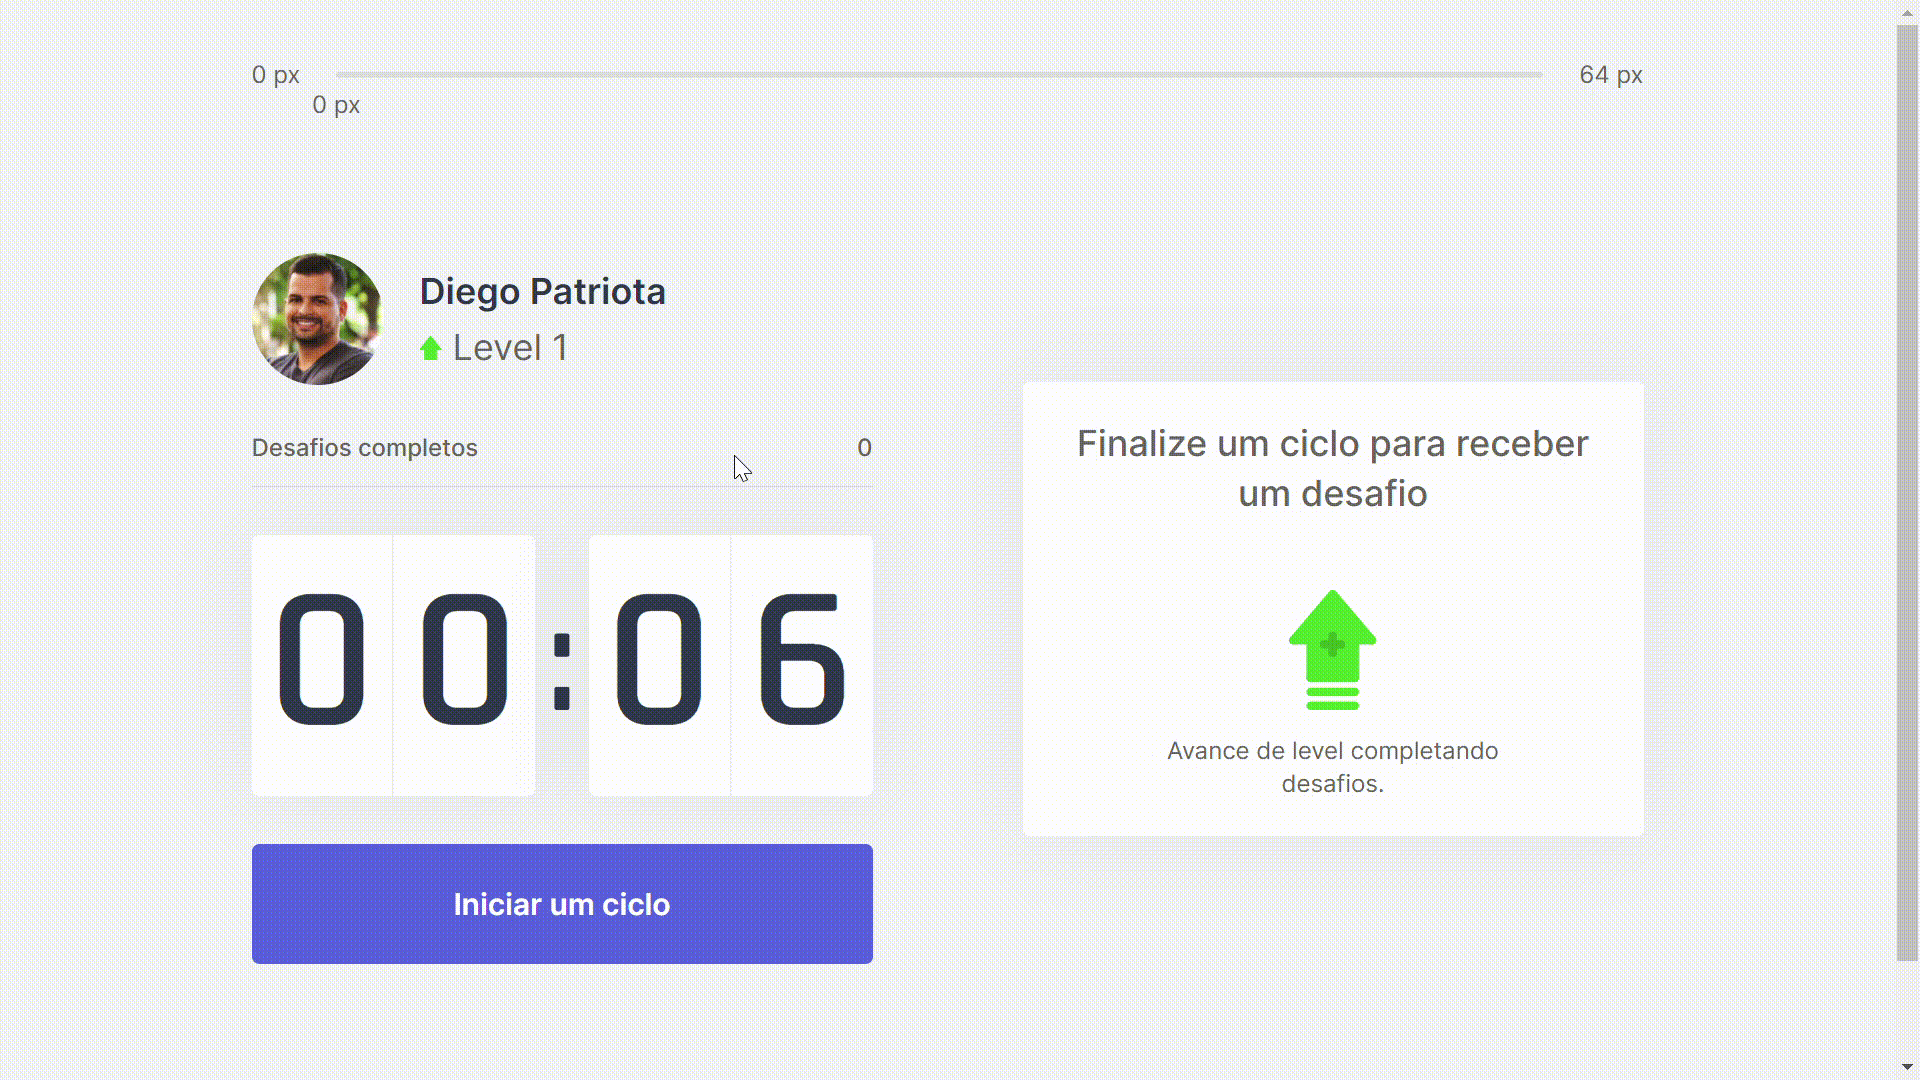 0 px 64 px
0 px
Diego Patriota
Level 1
Desafios completos 0
00:06
Iniciar um ciclo
Finalize um ciclo para receber
um desafio
Avance de level completando
desafios.